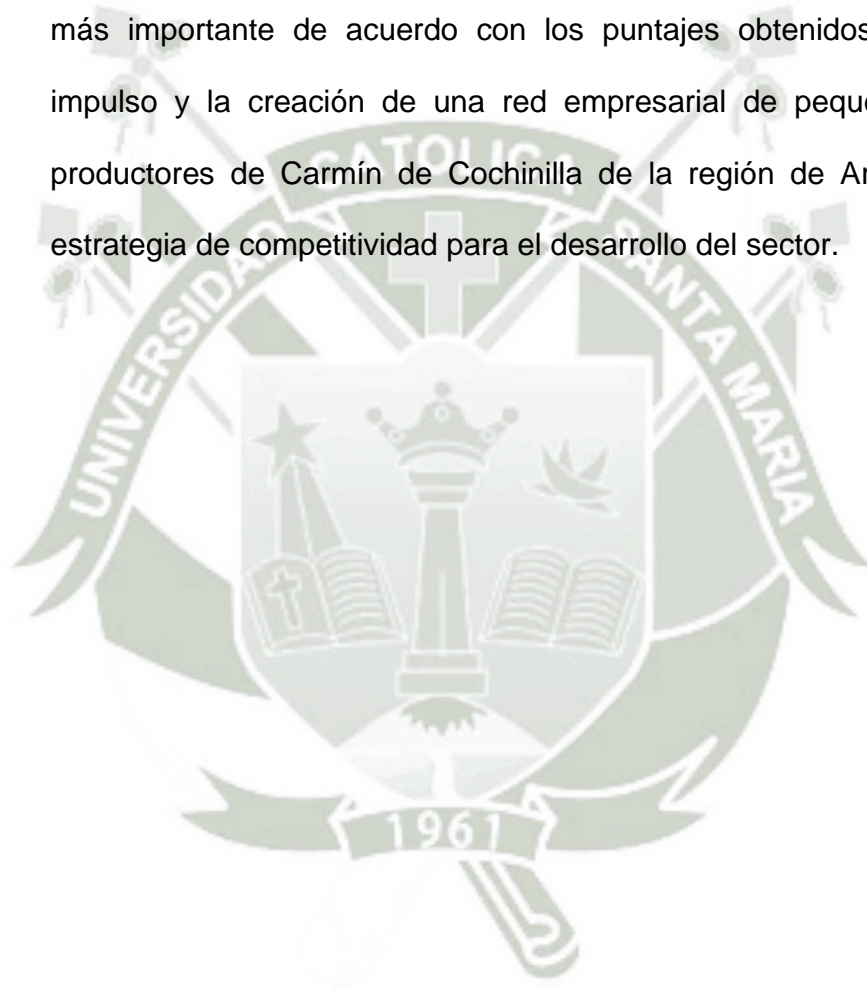 más importante de acuerdo con los puntajes obtenidos
impulso y la creación de una red empresarial de peque
productores de Carmín de Cochinilla de la región de Ar
estrategia de competitividad para el desarrollo del sector.
UNIVERSIDAD CATOLICA SANTA MARIA
1961